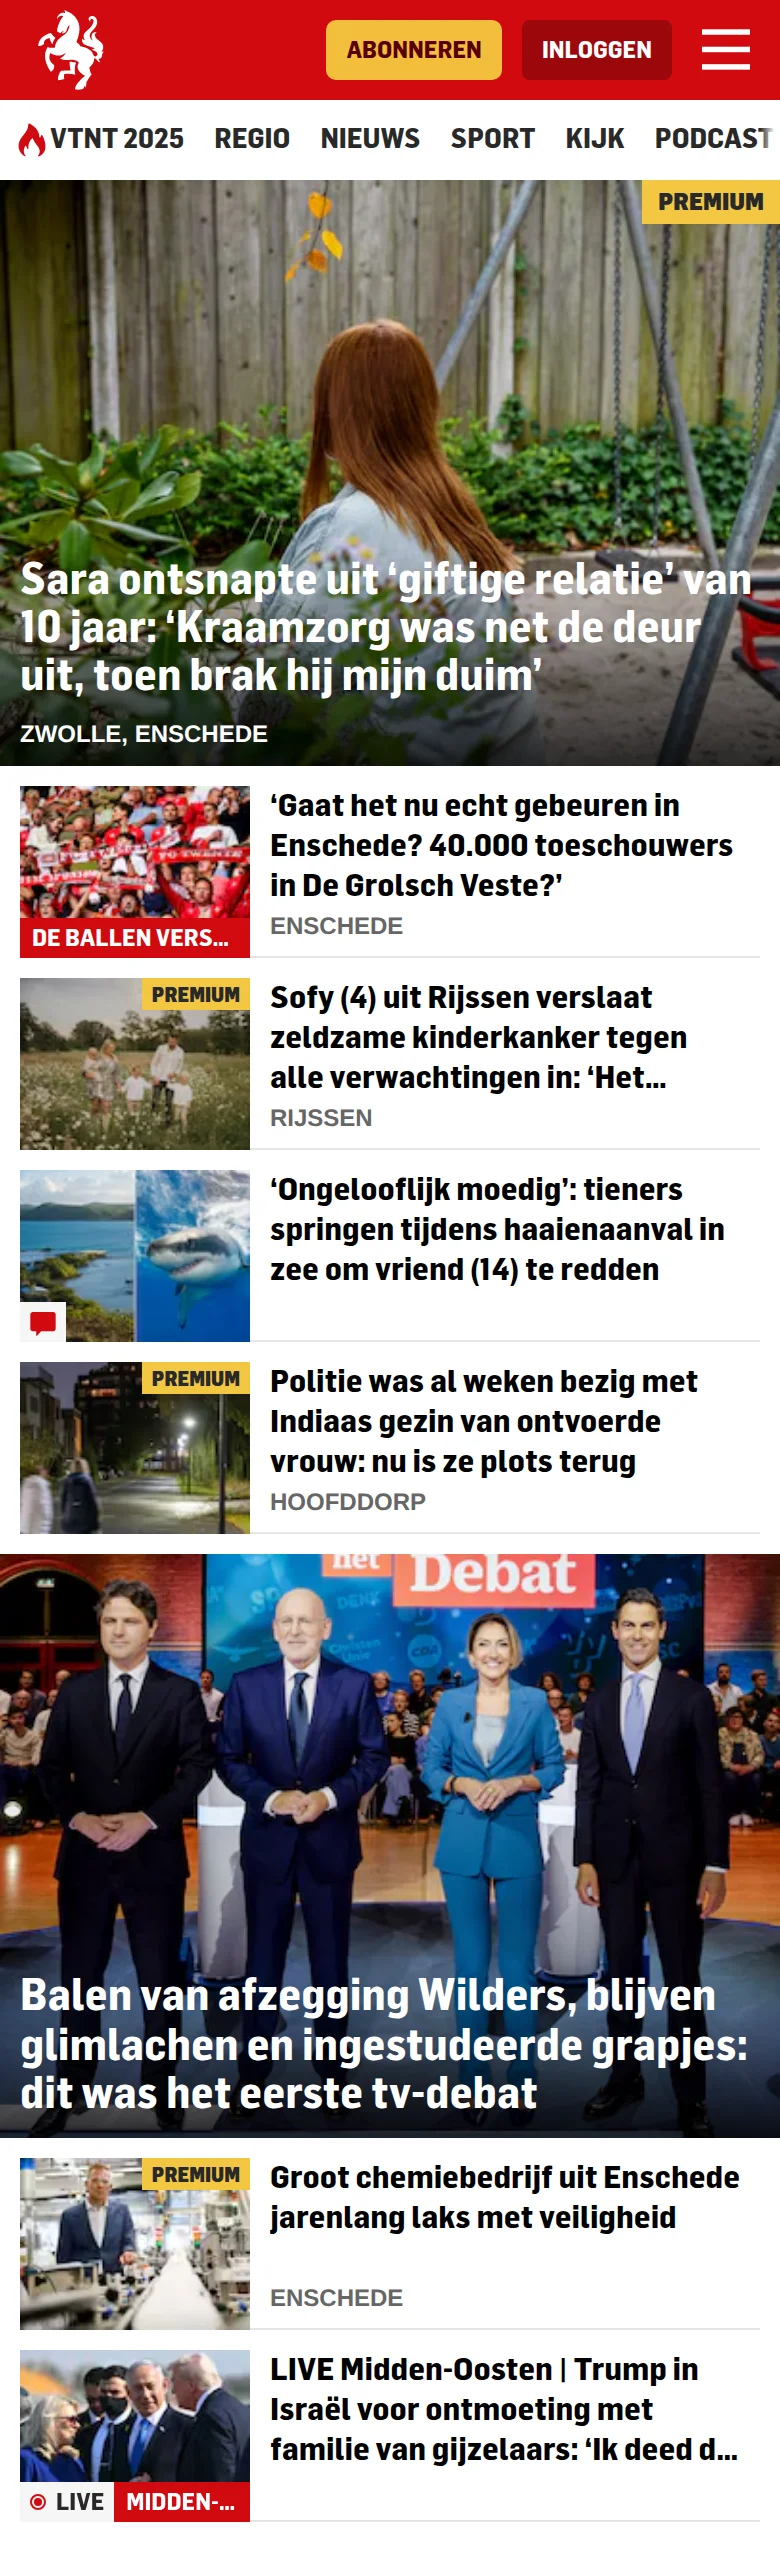 ABONNEREN
INLOGGEN
VTNT 2025
REGIO
NIEUWS
SPORT
KIJK
PODCAST
PREMIUM
Sara ontsnapte uit ‘giftige relatie’ van
10 jaar: ‘Kraamzorg was net de deur
uit, toen brak hij mijn duim’
ZWOLLE, ENSCHEDE
DE BALLEN VERS...
‘Gaat het nu echt gebeuren in
Enschede? 40.000 toeschouwers
in De Grolsch Veste?’
ENSCHEDE
PREMIUM
Sofy (4) uit Rijssen verslaat
zeldzame kinderkanker tegen
alle verwachtingen in: ‘Het...
RIJSSEN
‘Ongelooflijk moedig’: tieners
springen tijdens haaienaanval in
zee om vriend (14) te redden
PREMIUM
Politie was al weken bezig met
Indiaas gezin van ontvoerde
vrouw: nu is ze plots terug
HOOFDDORP
het Debat
DENK
Christen
Unie
CDA
Balen van afzegging Wilders, blijven
glimlachen en ingestudeerde grapjes:
dit was het eerste tv-debat
PREMIUM
Groot chemiebedrijf uit Enschede
jarenlang laks met veiligheid
ENSCHEDE
LIVE MIDDEN-...
LIVE Midden-Oosten | Trump in
Israël voor ontmoeting met
familie van gijzelaars: ‘Ik deed d...